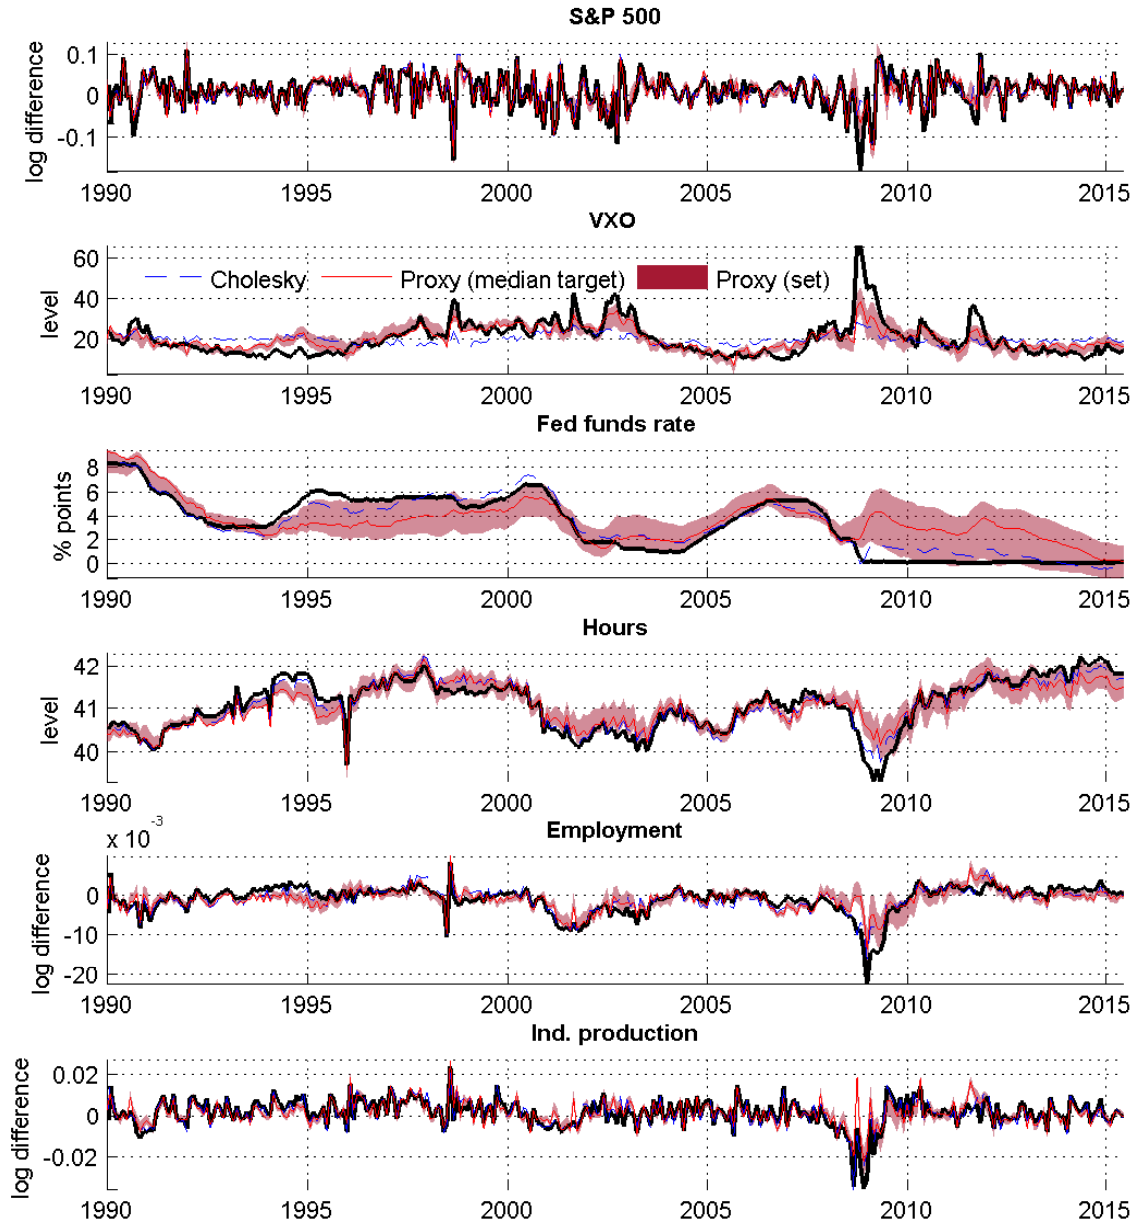 S&P 500
log difference
0.1
0
-0.1
1990 1995 2000 2005 2010 2015
VXO
level
60
40
20
Cholesky Proxy (median target) Proxy (set)
1990 1995 2000 2005 2010 2015
Fed funds rate
% points
8
6
4
2
0
1990 1995 2000 2005 2010 2015
Hours
level
42
41
40
1990 1995 2000 2005 2010 2015
x 10^-3
Employment
log difference
0
-10
-20
1990 1995 2000 2005 2010 2015
Ind. production
log difference
0.02
0
-0.02
1990 1995 2000 2005 2010 2015